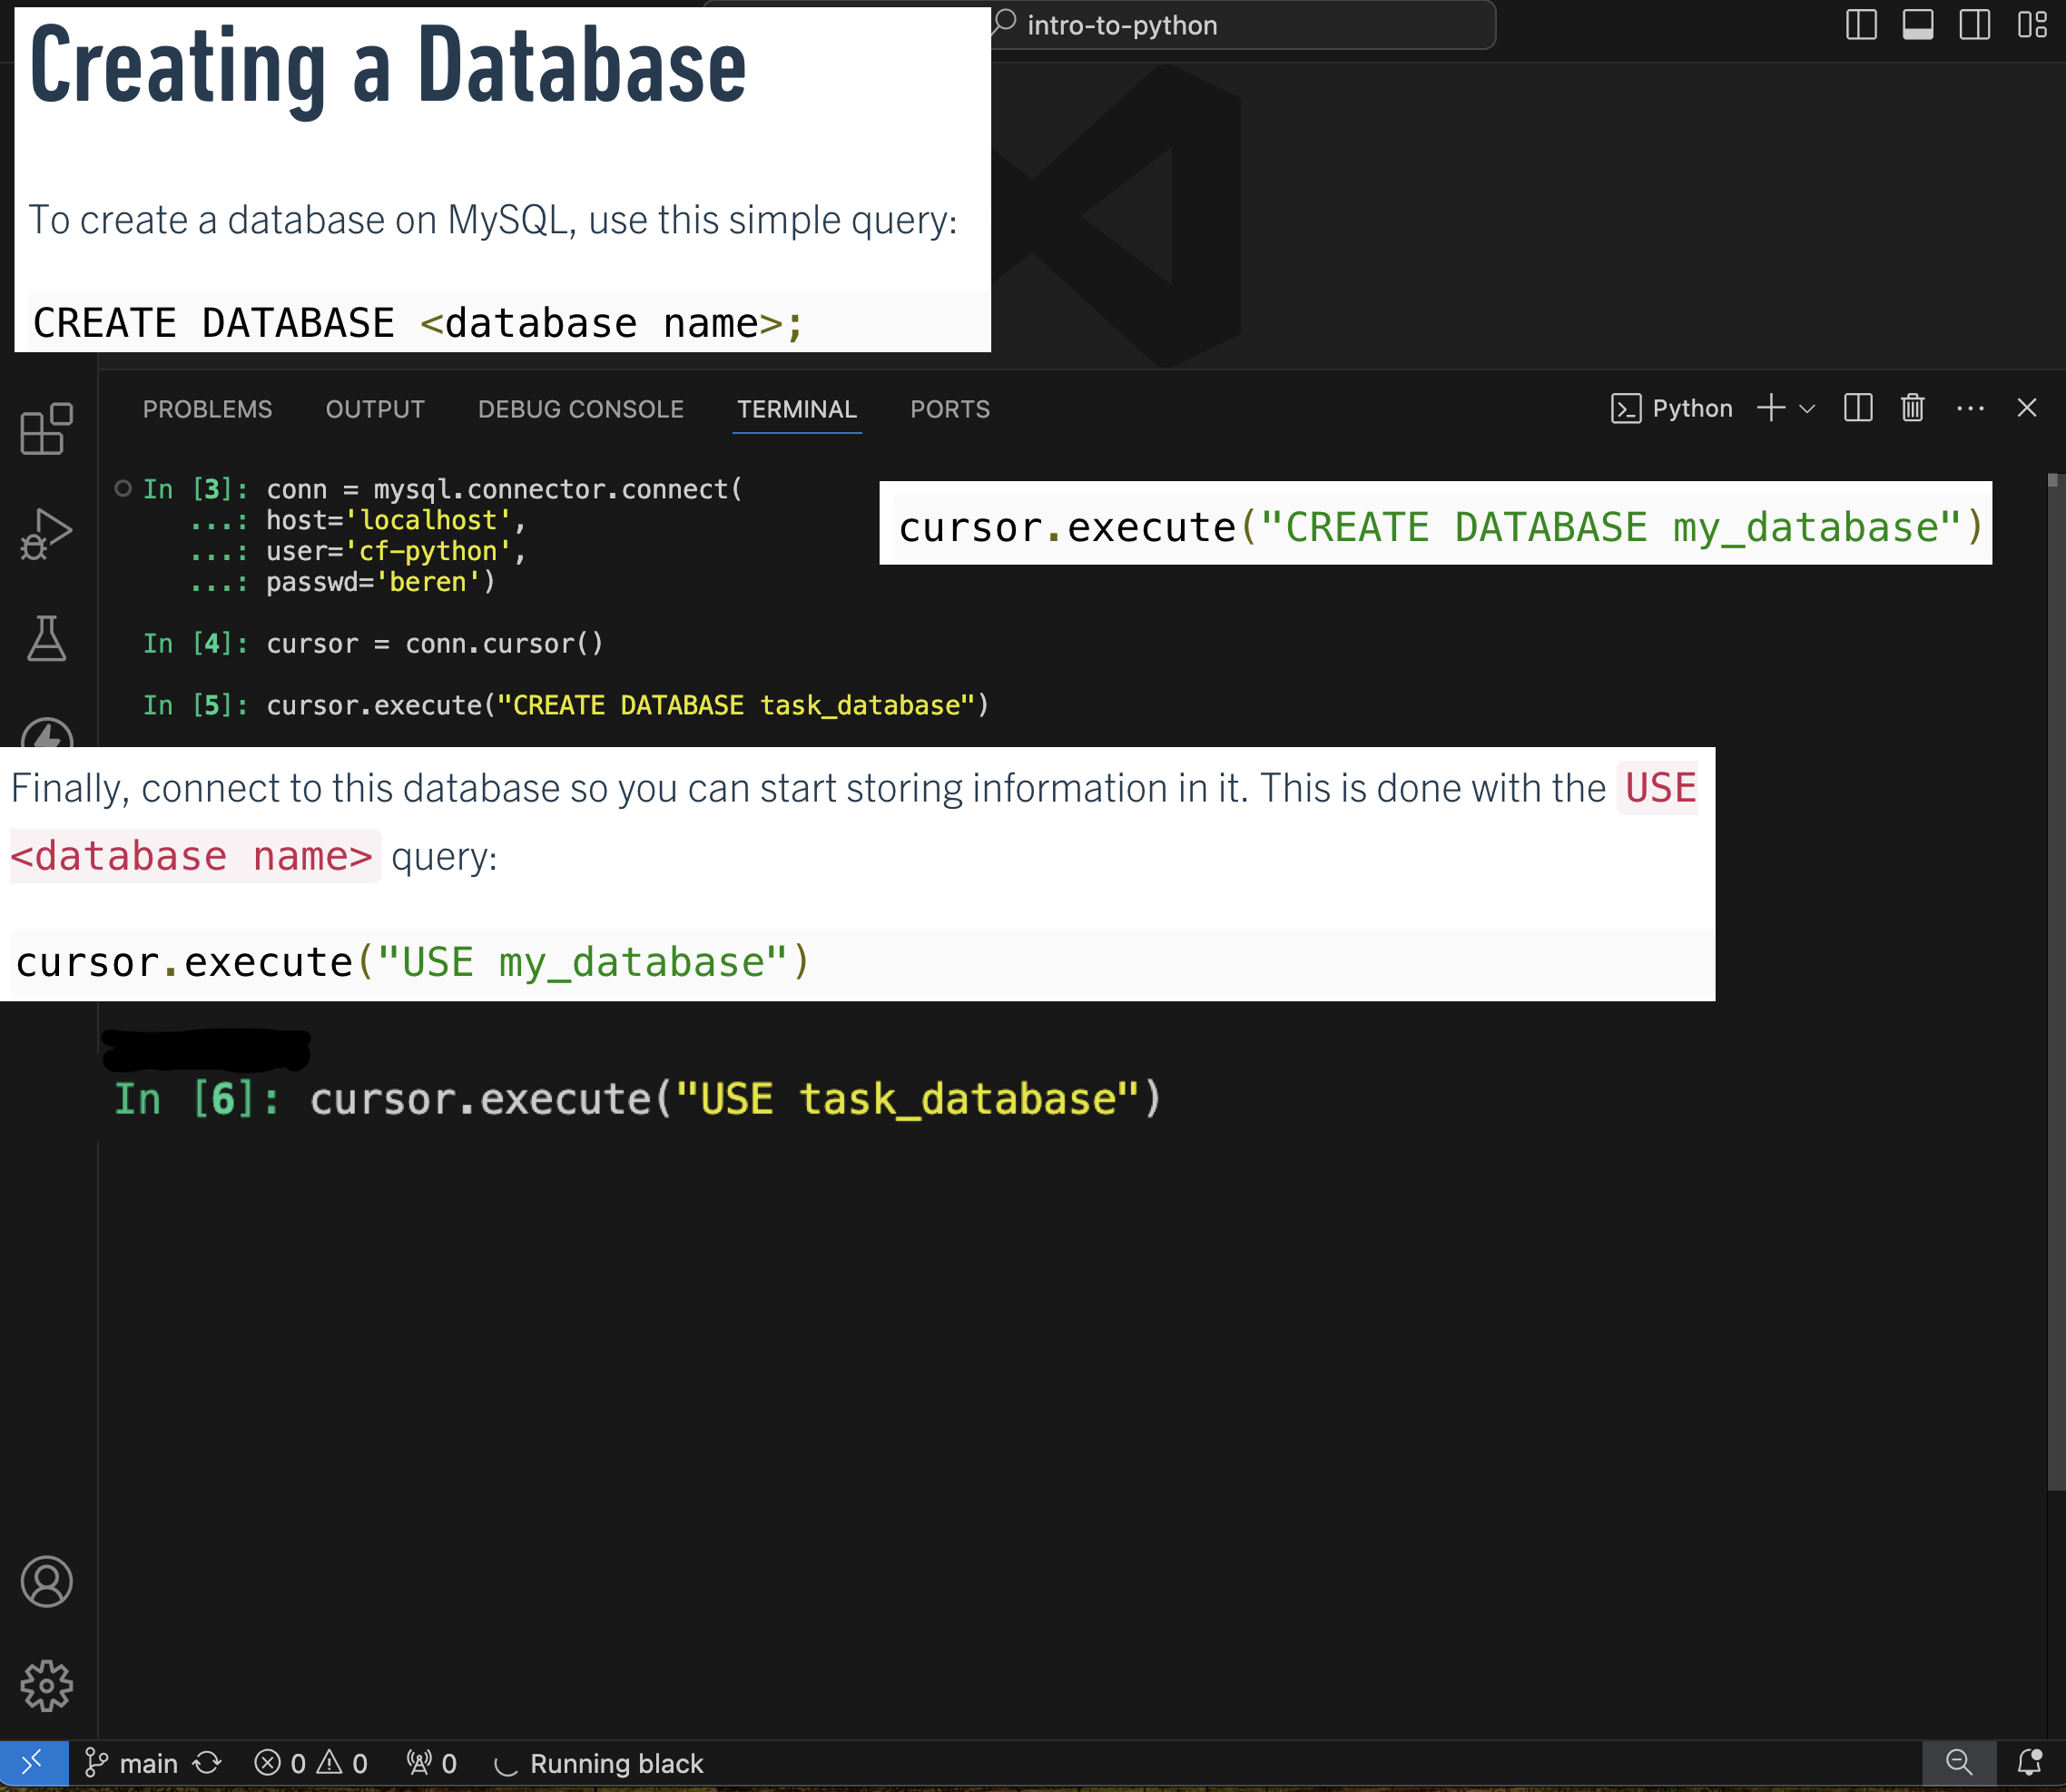 Creating a Database
intro-to-python
To create a database on MySQL, use this simple query:
CREATE DATABASE <database name>;
PROBLEMS OUTPUT DEBUG CONSOLE TERMINAL PORTS Python
In [3]: conn = mysql.connector.connect(
...: host='localhost',
...: user='cf-python',
...: passwd='beren')
cursor.execute("CREATE DATABASE my_database")
In [4]: cursor = conn.cursor()
In [5]: cursor.execute("CREATE DATABASE task_database")
Finally, connect to this database so you can start storing information in it. This is done with the USE
<database name> query:
cursor.execute("USE my_database")
In [6]: cursor.execute("USE task_database")
main 0 0 0 Running black